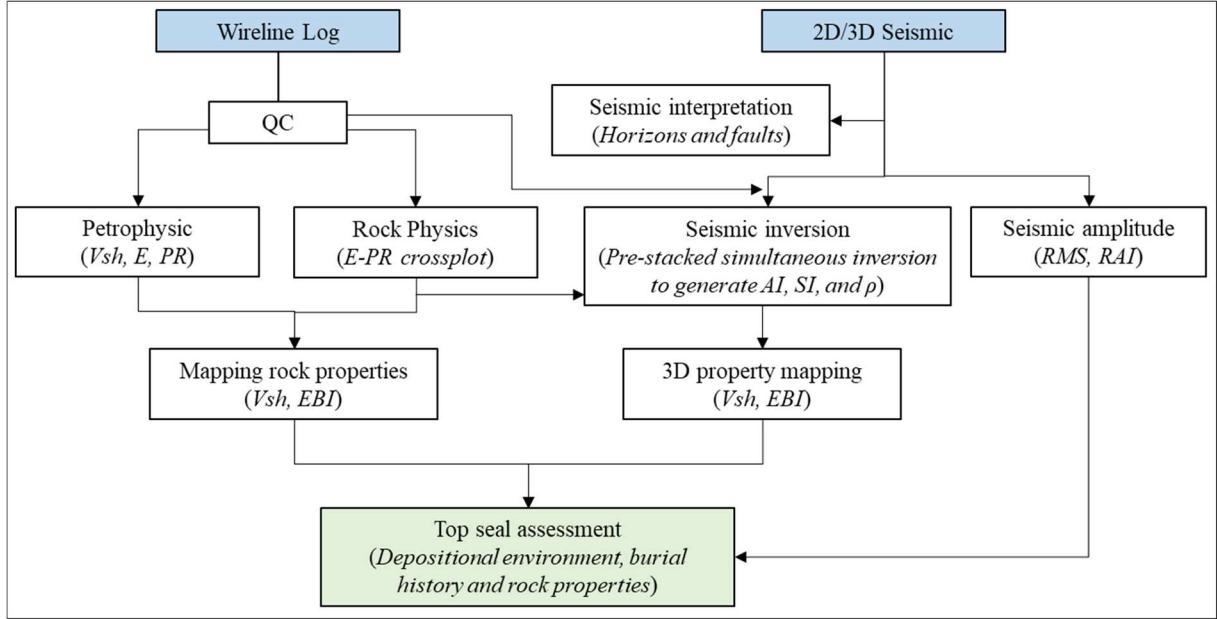 Wireline Log
2D/3D Seismic
Seismic interpretation
(Horizons and faults)
QC
Petrophysic
(Vsh, E, PR)
Rock Physics
(E-PR crossplot)
Seismic inversion
(Pre-stacked simultaneous inversion
to generate AI, SI, and ρ)
Seismic amplitude
(RMS, RAI)
Mapping rock properties
(Vsh, EBI)
3D property mapping
(Vsh, EBI)
Top seal assessment
(Depositional environment, burial
history and rock properties)